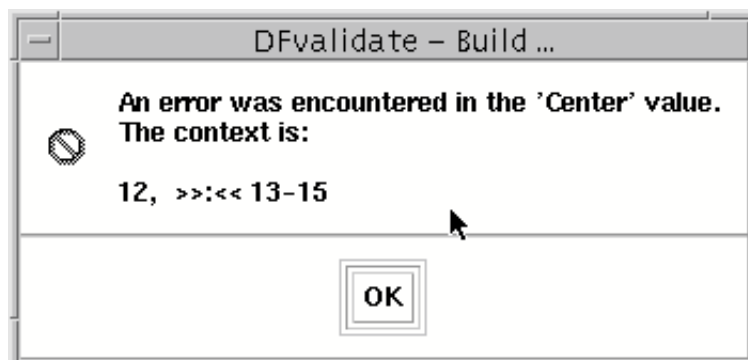 DFvalidate – Build ...
An error was encountered in the 'Center' value.
The context is:
12, >>:<< 13-15
OK